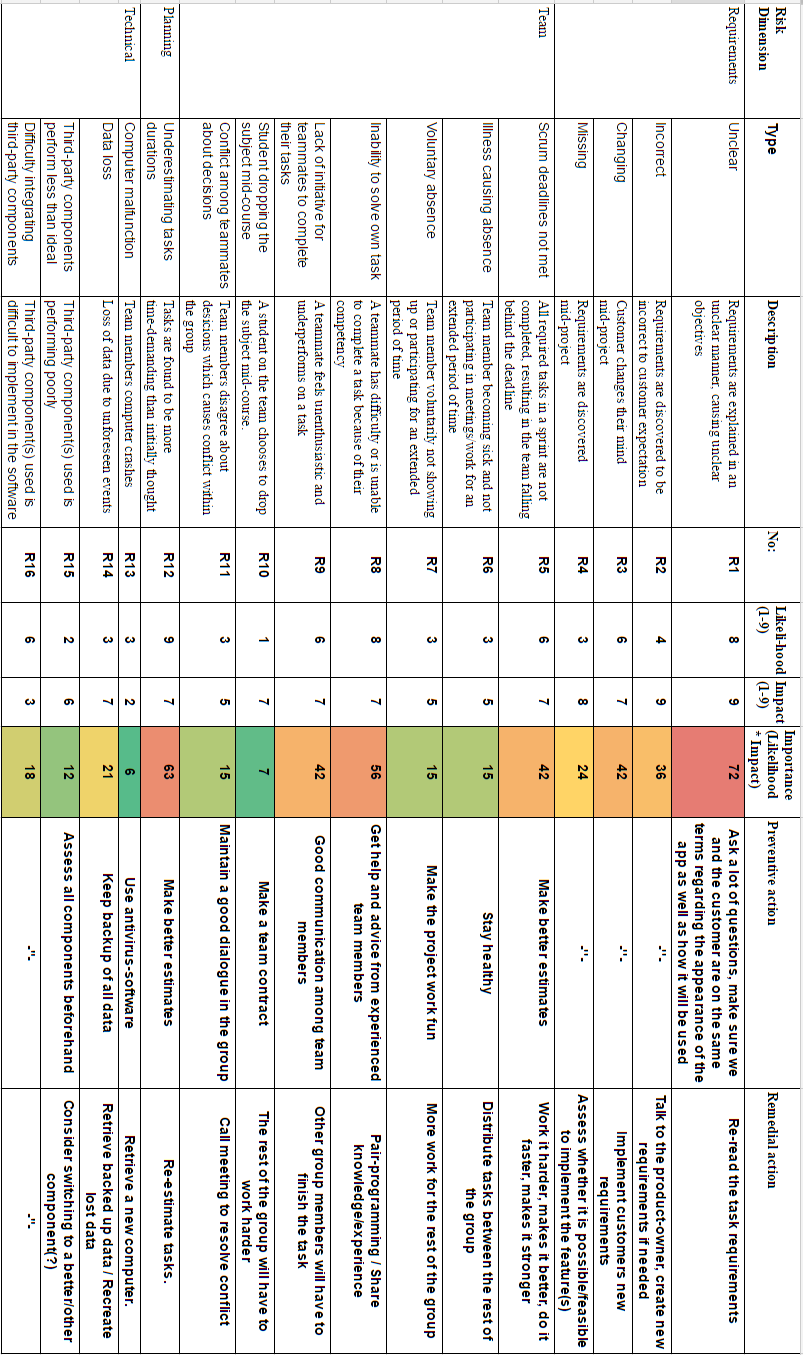 Risk
Dimension
Type
Description
No:
Likeli-hood
(1-9)
Impact
(1-9)
Importance
(Likelihood
* Impact)
Preventive action
Remedial action
Requirements
Unclear
Requirements are explained in an
unclear manner, causing unclear
objectives
R1
8
9
72
Ask a lot of questions, make sure we
and the customer are on the same
terms regarding the appearance of the
app as well as how it will be used
Re-read the task requirements
Incorrect
Requirements are discovered to be
incorrect to customer expectation
R2
4
9
36
-"-
Talk to the product-owner, create new
requirements if needed
Changing
Customer changes their mind
mid-project
R3
6
7
42
-"-
Implement customers new
requirements
Missing
Requirements are discovered
mid-project
R4
3
8
24
-"-
Assess whether it is possible/feasible
to implement the feature(s)
Team
Scrum deadlines not met
All required tasks in a sprint are not
completed, resulting in the team falling
behind the deadline
R5
6
7
42
Make better estimates
Work it harder, makes it better, do it
faster, makes it stronger
Illness causing absence
Team member becoming sick and not
participating in meetings/work for an
extended period of time
R6
3
5
15
Stay healthy
Distribute tasks between the rest of
the group
Voluntary absence
Team member voluntarily not showing
up or participating for an extended
period of time
R7
3
5
15
Make the project work fun
More work for the rest of the group
Inability to solve own task
A teammate has difficulty or is unable
to complete a task because of their
competency
R8
8
7
56
Get help and advice from experienced
team members
Pair-programming / Share
knowledge/experience
Lack of initiative for
teammates to complete
their tasks
A teammate feels unenthusiastic and
underperforms on a task
R9
6
7
42
Good communication among team
members
Other group members will have to
finish the task
Student dropping the
subject mid-course
A student on the team chooses to drop
the subject mid-course.
R10
1
7
7
Make a team contract
The rest of the group will have to
work harder
Conflict among teammates
about decisions
Team members disagree about
desicions which causes conflict within
the group
R11
3
5
15
Maintain a good dialogue in the group
Call meeting to resolve conflict
Planning
Underestimating tasks
durations
Tasks are found to be more
time-demanding than initially thought
R12
9
7
63
Make better estimates
Re-estimate tasks.
Technical
Computer malfunction
Team members computer crashes
R13
3
2
6
Use antivirus-software
Retrieve a new computer.
Data loss
Loss of data due to unforeseen events
R14
3
7
21
Keep backup of all data
Retrieve backed up data / Recreate
lost data
Third-party components
perform less than ideal
Third-party component(s) used is
performing poorly
R15
2
6
12
Assess all components beforehand
Consider switching to a better/other
component(?)
Difficulty integrating
third-party components
Third-party component(s) used is
difficult to implement in the software
R16
6
3
18
-"-
-"-